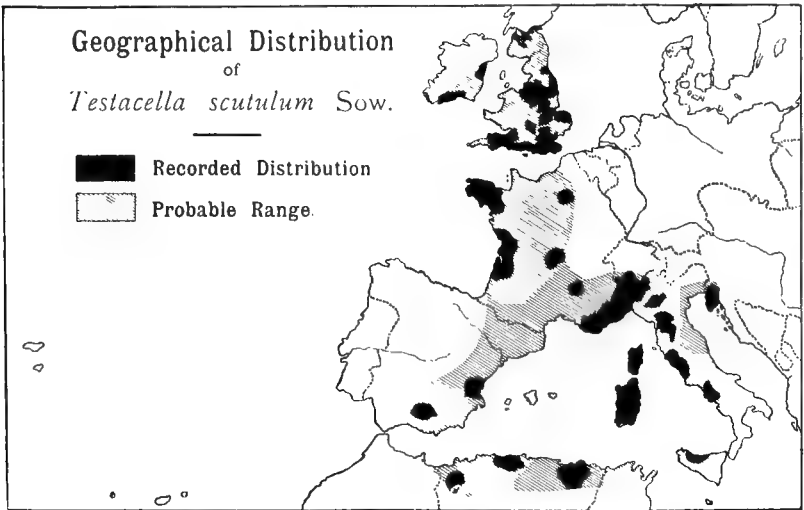 Geographical Distribution
of
Testacella scutulum Sow.
Recorded Distribution
Probable Range.